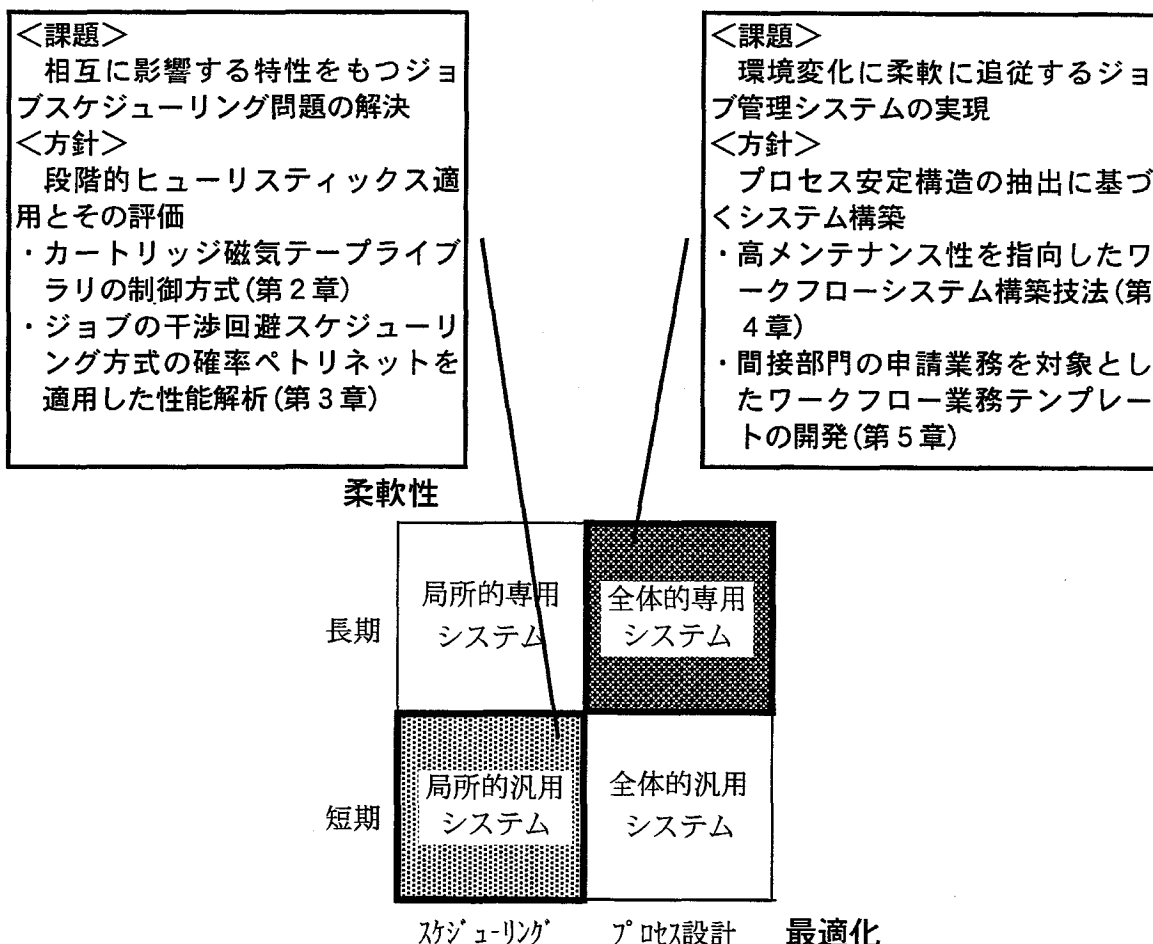 <課題>
　相互に影響する特性をもつジョ
ブスケジューリング問題の解決
<方針>
　段階的ヒューリスティックス適
用とその評価
・カートリッジ磁気テープライブ
ラリの制御方式(第2章)
・ジョブの干渉回避スケジューリ
ング方式の確率ペトリネットを
適用した性能解析(第3章)
<課題>
　環境変化に柔軟に追従するジョ
ブ管理システムの実現
<方針>
　プロセス安定構造の抽出に基づ
くシステム構築
・高メンテナンス性を指向したワ
ークフローシステム構築技法(第
4章)
・間接部門の申請業務を対象とし
たワークフロー業務テンプレー
トの開発(第5章)
柔軟性
長期
局所的専用
システム
全体的専用
システム
短期
局所的汎用
システム
全体的汎用
システム
ｽｹｼﾞｭｰﾘﾝｸﾞ
ﾌﾟﾛｾｽ設計
最適化